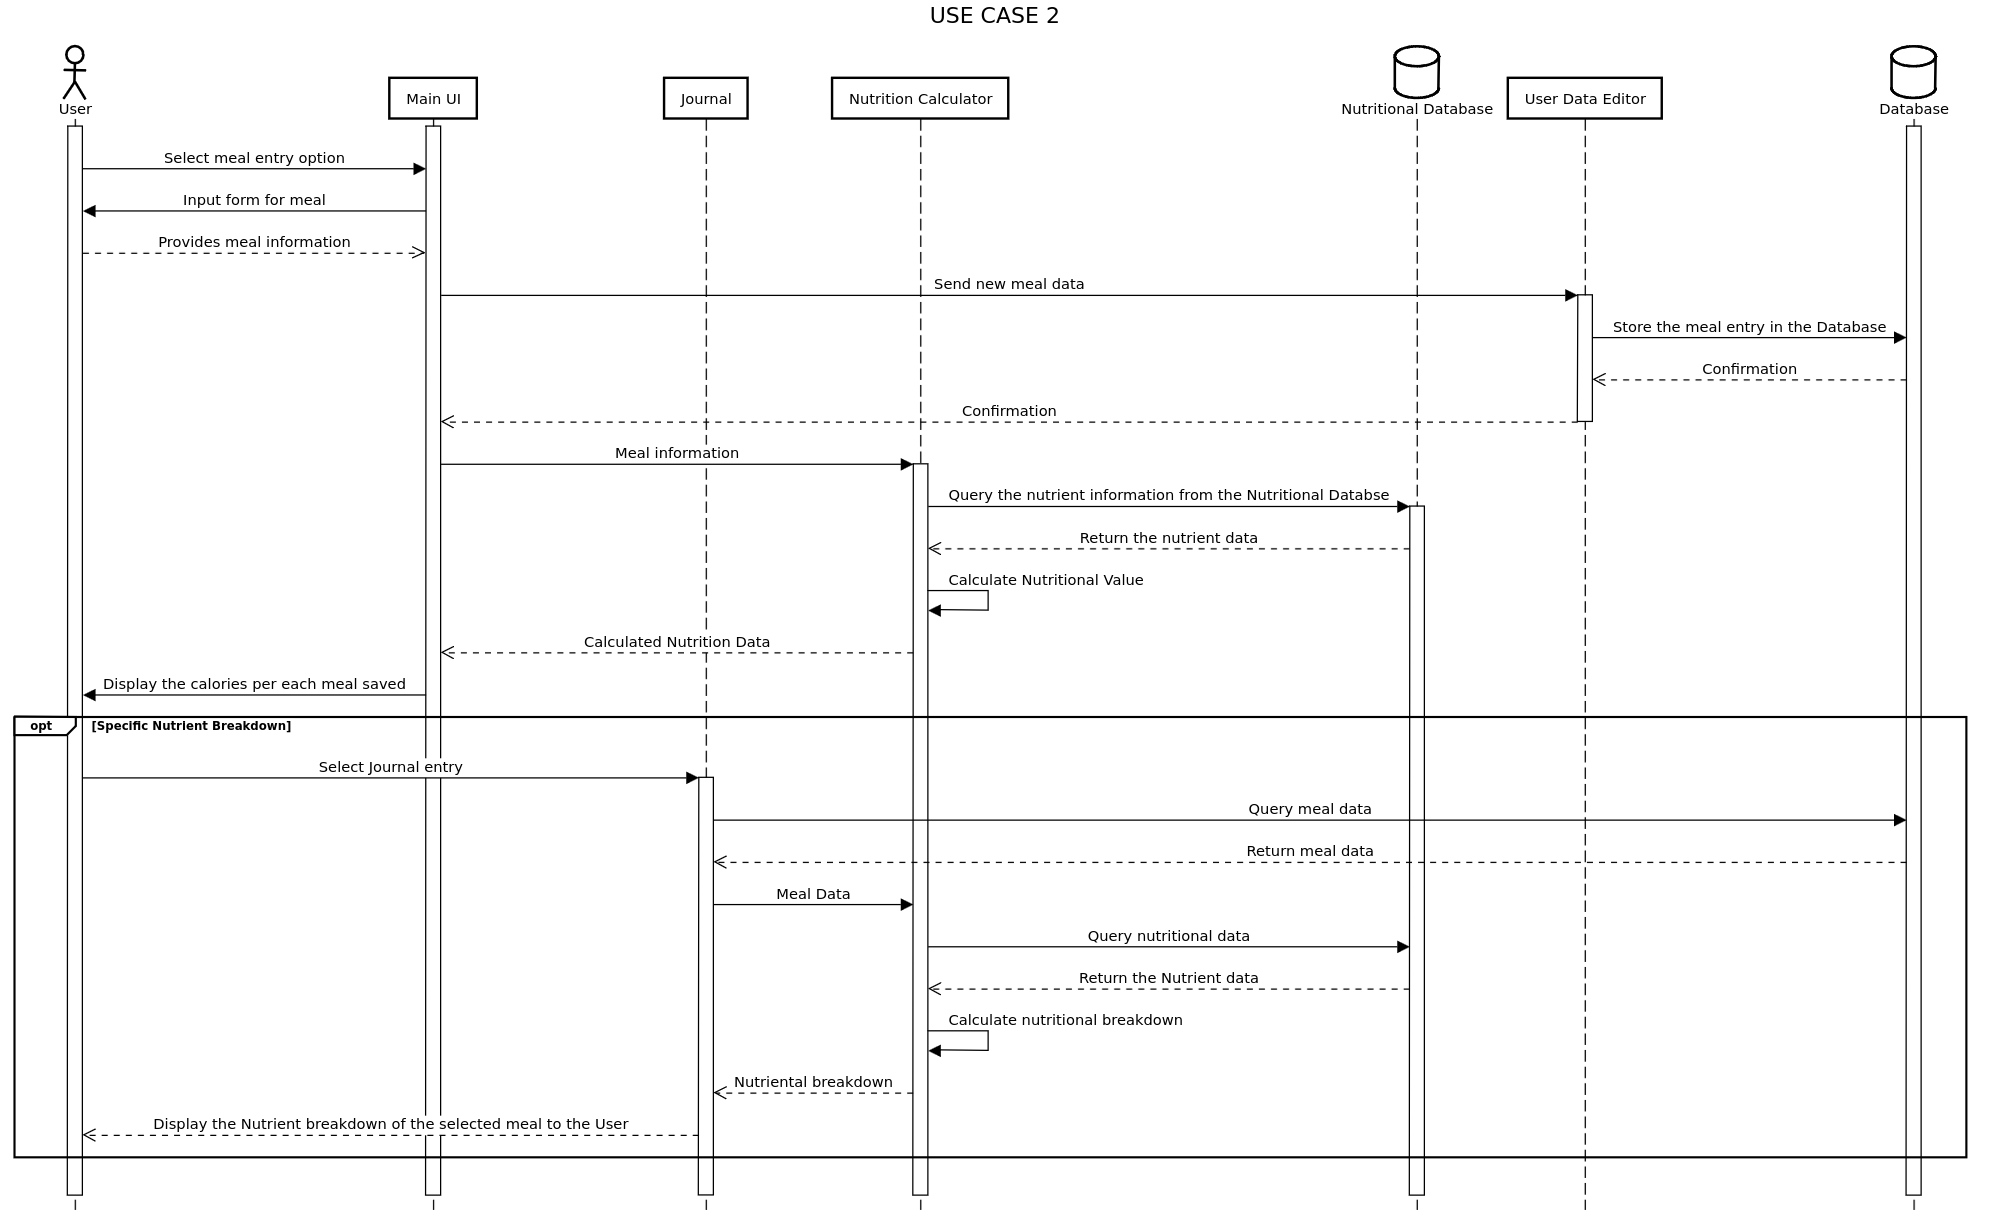 USE CASE 2
User
Main UI
Journal
Nutrition Calculator
Nutritional Database
User Data Editor
Database
Select meal entry option
Input form for meal
Provides meal information
Send new meal data
Store the meal entry in the Database
Confirmation
Confirmation
Meal information
Query the nutrient information from the Nutritional Databse
Return the nutrient data
Calculate Nutritional Value
Calculated Nutrition Data
Display the calories per each meal saved
opt [Specific Nutrient Breakdown]
Select Journal entry
Query meal data
Return meal data
Meal Data
Query nutritional data
Return the Nutrient data
Calculate nutritional breakdown
Nutriental breakdown
Display the Nutrient breakdown of the selected meal to the User